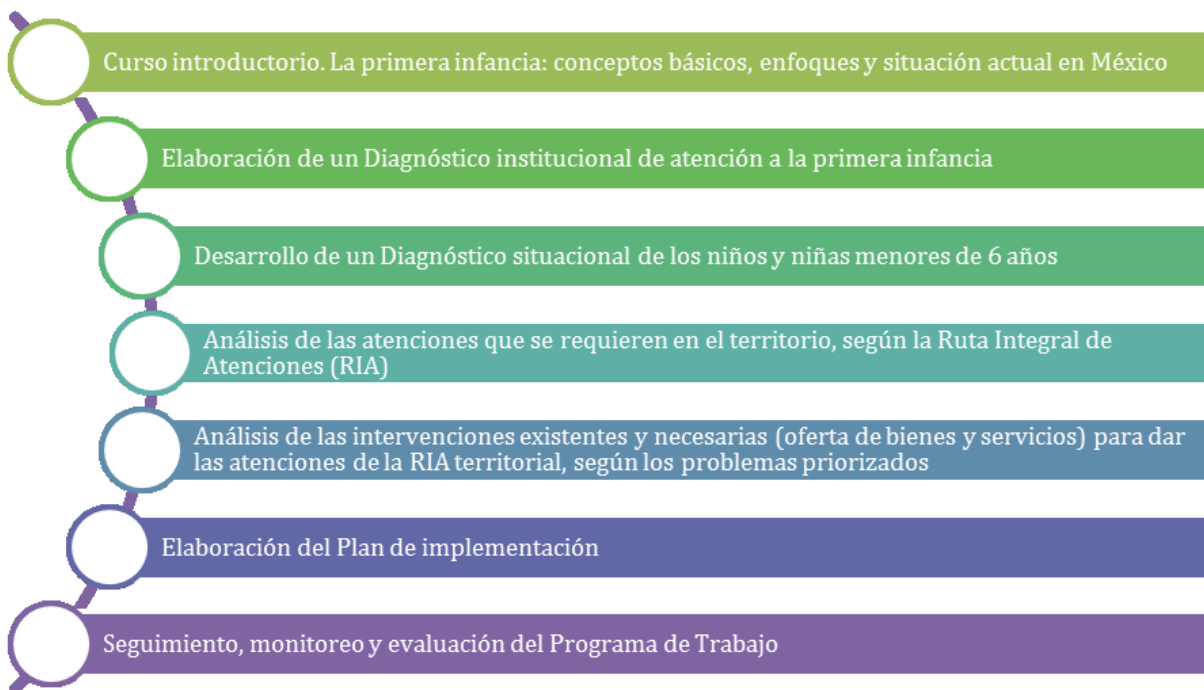 Curso introductorio. La primera infancia: conceptos básicos, enfoques y situación actual en México
Elaboración de un Diagnóstico institucional de atención a la primera infancia
Desarrollo de un Diagnóstico situacional de los niños y niñas menores de 6 años
Análisis de las atenciones que se requieren en el territorio, según la Ruta Integral de
Atenciones (RIA)
Análisis de las intervenciones existentes y necesarias (oferta de bienes y servicios) para dar
las atenciones de la RIA territorial, según los problemas priorizados
Elaboración del Plan de implementación
Seguimiento, monitoreo y evaluación del Programa de Trabajo